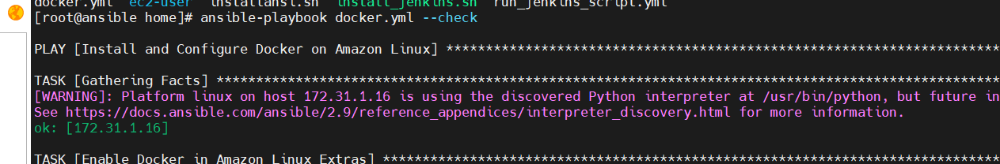 docker.yml ec2-user installansi.sh install_jenkins.sh run_jenkins_script.yml
[root@ansible home]# ansible-playbook docker.yml --check
PLAY [Install and Configure Docker on Amazon Linux] **************************************************************************
TASK [Gathering Facts] *******************************************************************************************************
[WARNING]: Platform linux on host 172.31.1.16 is using the discovered Python interpreter at /usr/bin/python, but future in
See https://docs.ansible.com/ansible/2.9/reference_appendices/interpreter_discovery.html for more information.
ok: [172.31.1.16]
TASK [Enable Docker in Amazon Linux Extras] **********************************************************************************